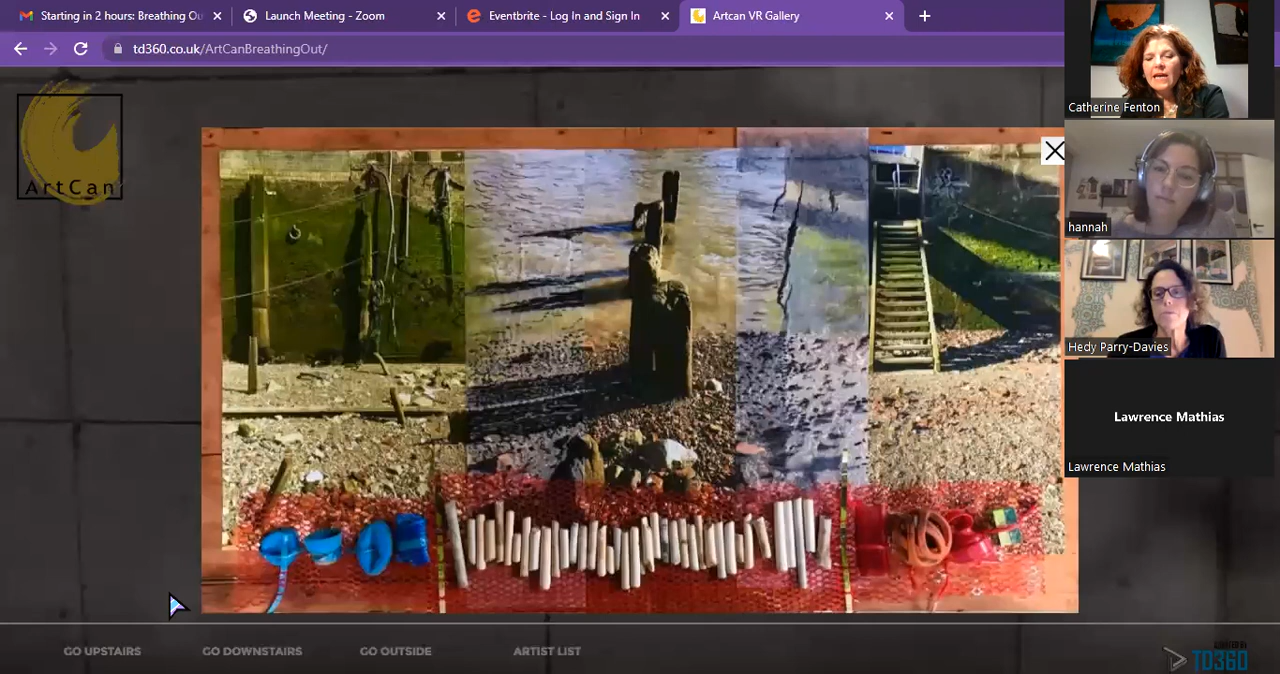 Starting in 2 hours: Breathing Ou
Launch Meeting - Zoom
Eventbrite - Log In and Sign In
Artcan VR Gallery
td360.co.uk/ArtCanBreathingOut/
ArtCan
Catherine Fenton
hannah
Hedy Parry-Davies
Lawrence Mathias
Lawrence Mathias
GO UPSTAIRS
GO DOWNSTAIRS
GO OUTSIDE
ARTIST LIST
TD360